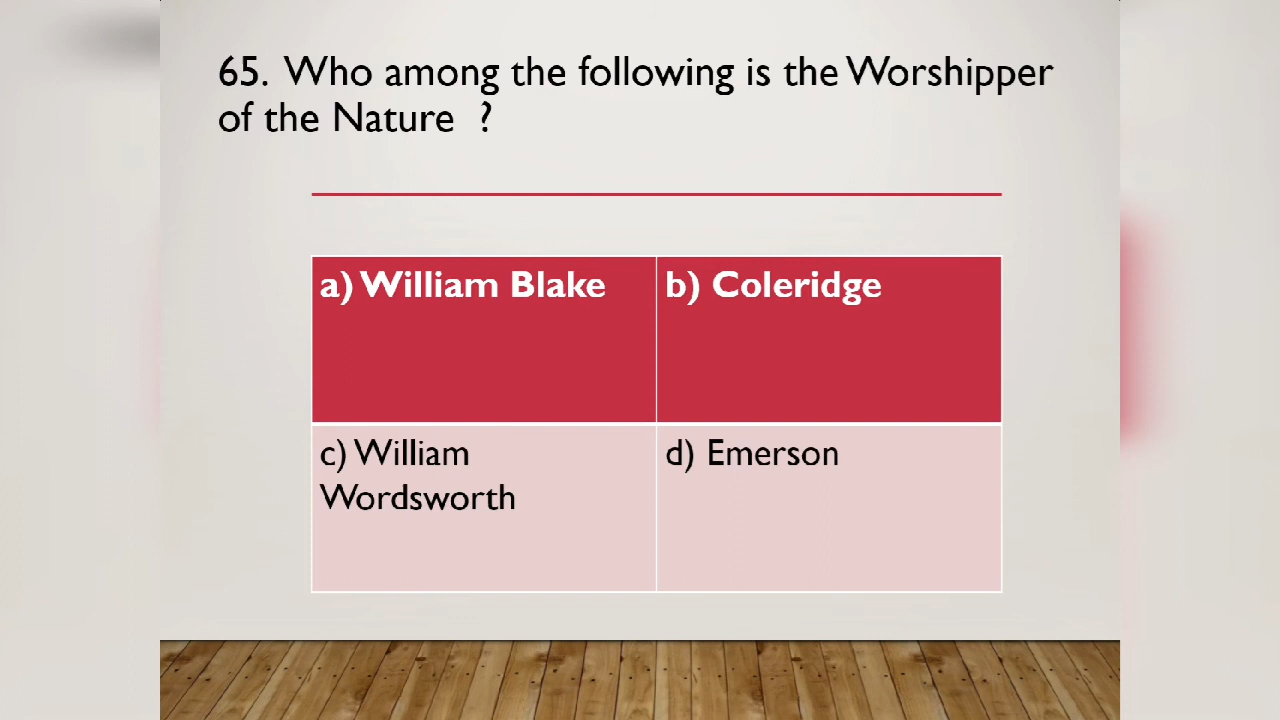 65. Who among the following is the Worshipper
of the Nature ?
a) William Blake
b) Coleridge
c) William
Wordsworth
d) Emerson